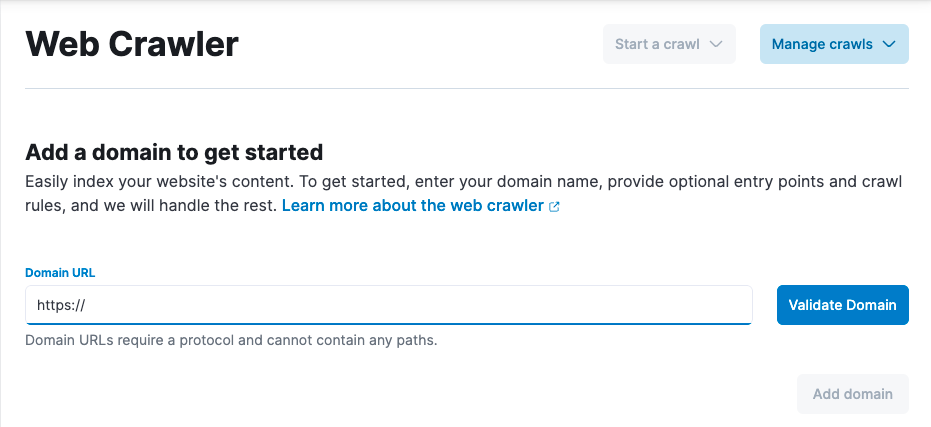 Web Crawler
Start a crawl
Manage crawls
Add a domain to get started
Easily index your website's content. To get started, enter your domain name, provide optional entry points and crawl
rules, and we will handle the rest. Learn more about the web crawler
Domain URL
https://
Validate Domain
Domain URLs require a protocol and cannot contain any paths.
Add domain